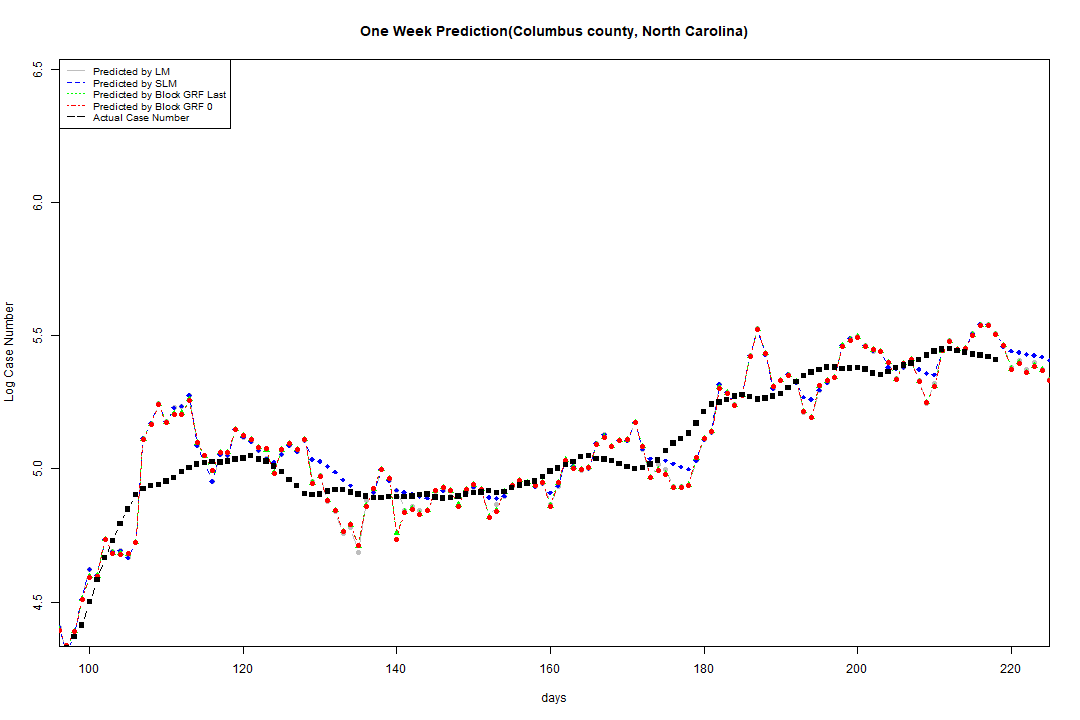 One Week Prediction(Columbus county, North Carolina)
Predicted by LM
Predicted by SLM
Predicted by Block GRF Last
Predicted by Block GRF 0
Actual Case Number
Log Case Number
6.5
6.0
5.5
5.0
4.5
100 120 140 160 180 200 220
days